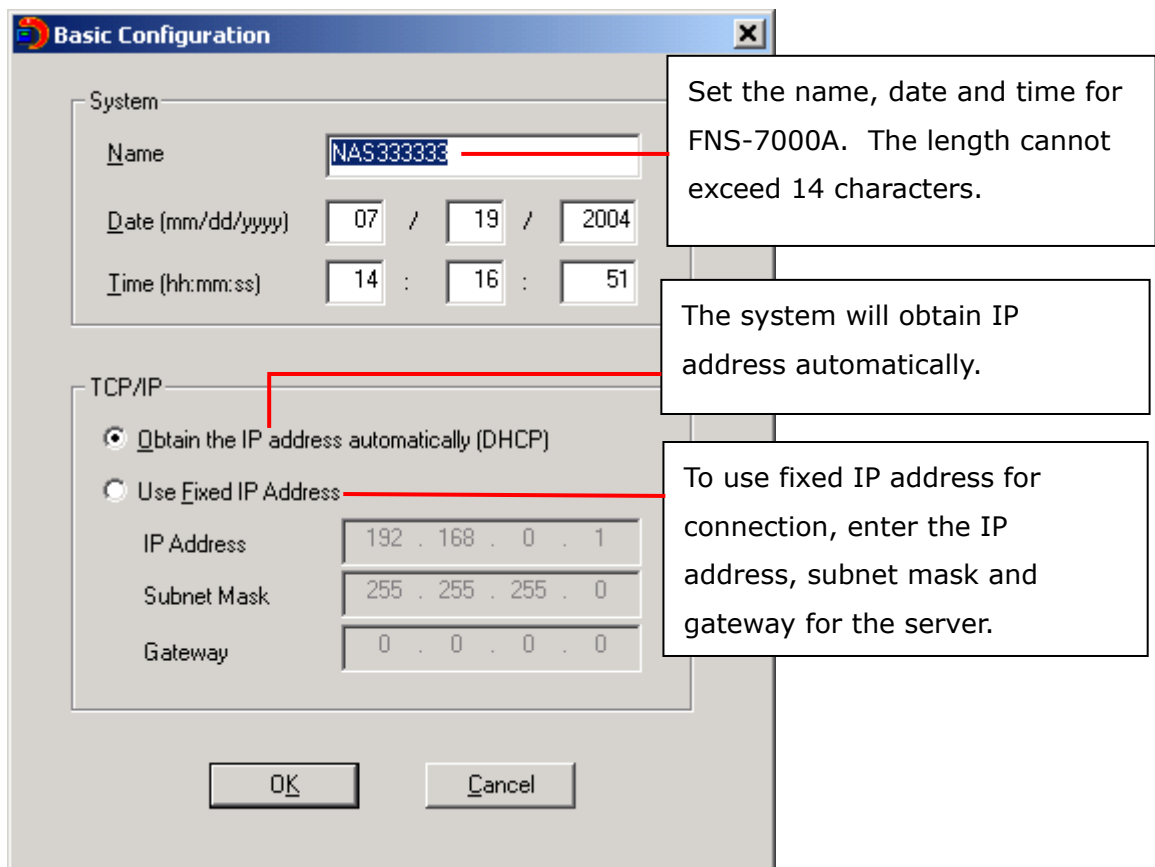 Basic Configuration
System
Name NAS333333
Date (mm/dd/yyyy) 07 / 19 / 2004
Time (hh:mm:ss) 14 : 16 : 51
Set the name, date and time for
FNS-7000A. The length cannot
exceed 14 characters.
The system will obtain IP
address automatically.
TCP/IP
Obtain the IP address automatically (DHCP)
Use Fixed IP Address
IP Address 192 . 168 . 0 . 1
Subnet Mask 255 . 255 . 255 . 0
Gateway 0 . 0 . 0 . 0
To use fixed IP address for
connection, enter the IP
address, subnet mask and
gateway for the server.
OK Cancel